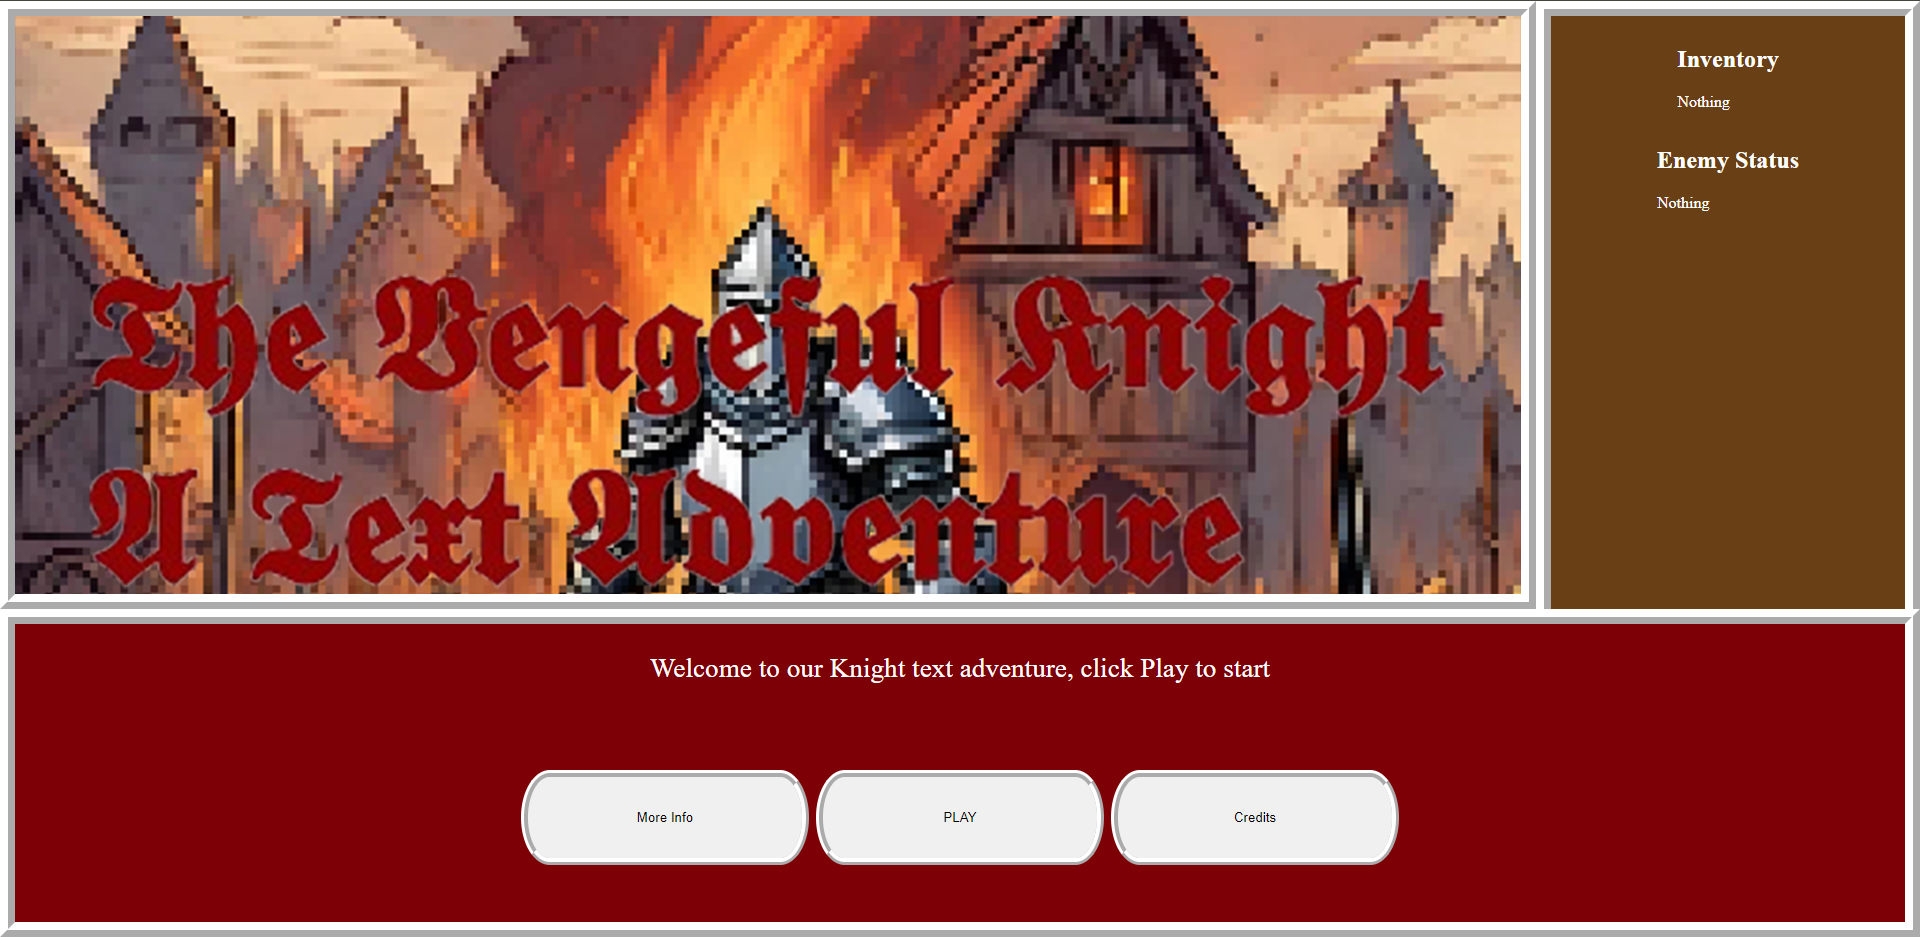 The Vengeful Knight
A Text Adventure
Inventory
Nothing
Enemy Status
Nothing
Welcome to our Knight text adventure, click Play to start
More Info
PLAY
Credits